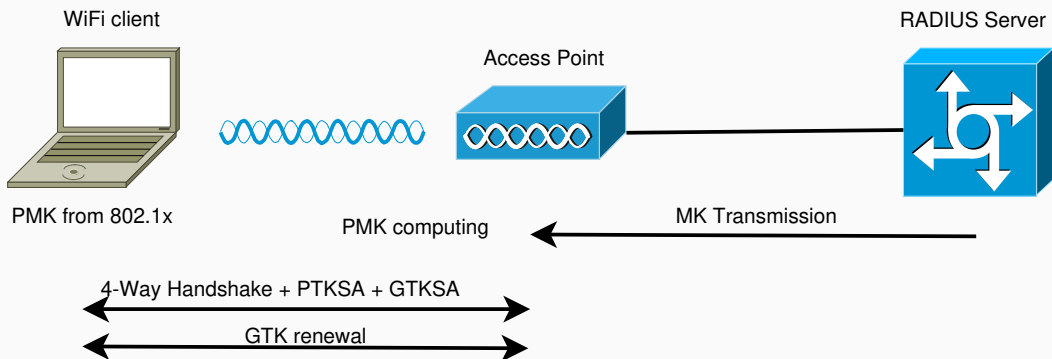 WiFi client
RADIUS Server
Access Point
PMK from 802.1x
PMK computing
MK Transmission
4-Way Handshake + PTKSA + GTKSA
GTK renewal